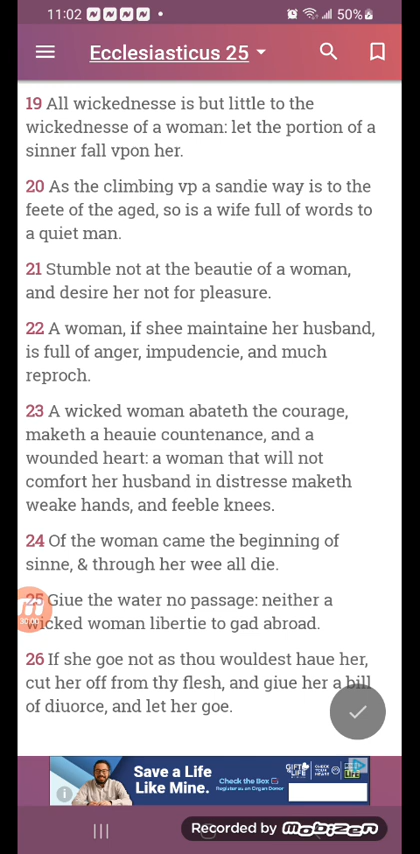 11:02
50%
Ecclesiasticus 25
19 All wickednesse is but little to the
wickednesse of a woman: let the portion of a
sinner fall vpon her.
20 As the climbing vp a sandie way is to the
feete of the aged, so is a wife full of words to
a quiet man.
21 Stumble not at the beautie of a woman,
and desire her not for pleasure.
22 A woman, if shee maintaine her husband,
is full of anger, impudencie, and much
reproch.
23 A wicked woman abateth the courage,
maketh a heauie countenance, and a
wounded heart: a woman that will not
comfort her husband in distresse maketh
weake hands, and feeble knees.
24 Of the woman came the beginning of
sinne, & through her wee all die.
25 Giue the water no passage: neither a
wicked woman libertie to gad abroad.
26 If she goe not as thou wouldest haue her,
cut her off from thy flesh, and giue her a bill
of diuorce, and let her goe.
Save a Life
Like Mine.
Check the Box
Register as an Organ Donor
Recorded by mobizen